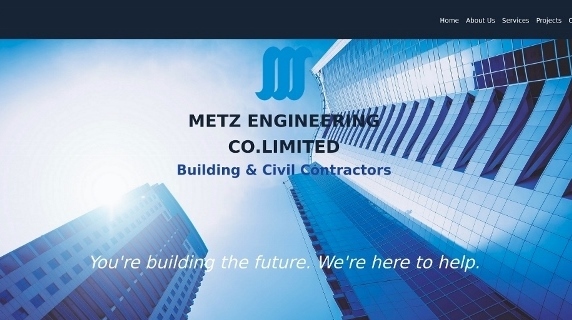 Home About Us Services Projects
METZ ENGINEERING
CO.LIMITED
Building & Civil Contractors
You're building the future. We're here to help.